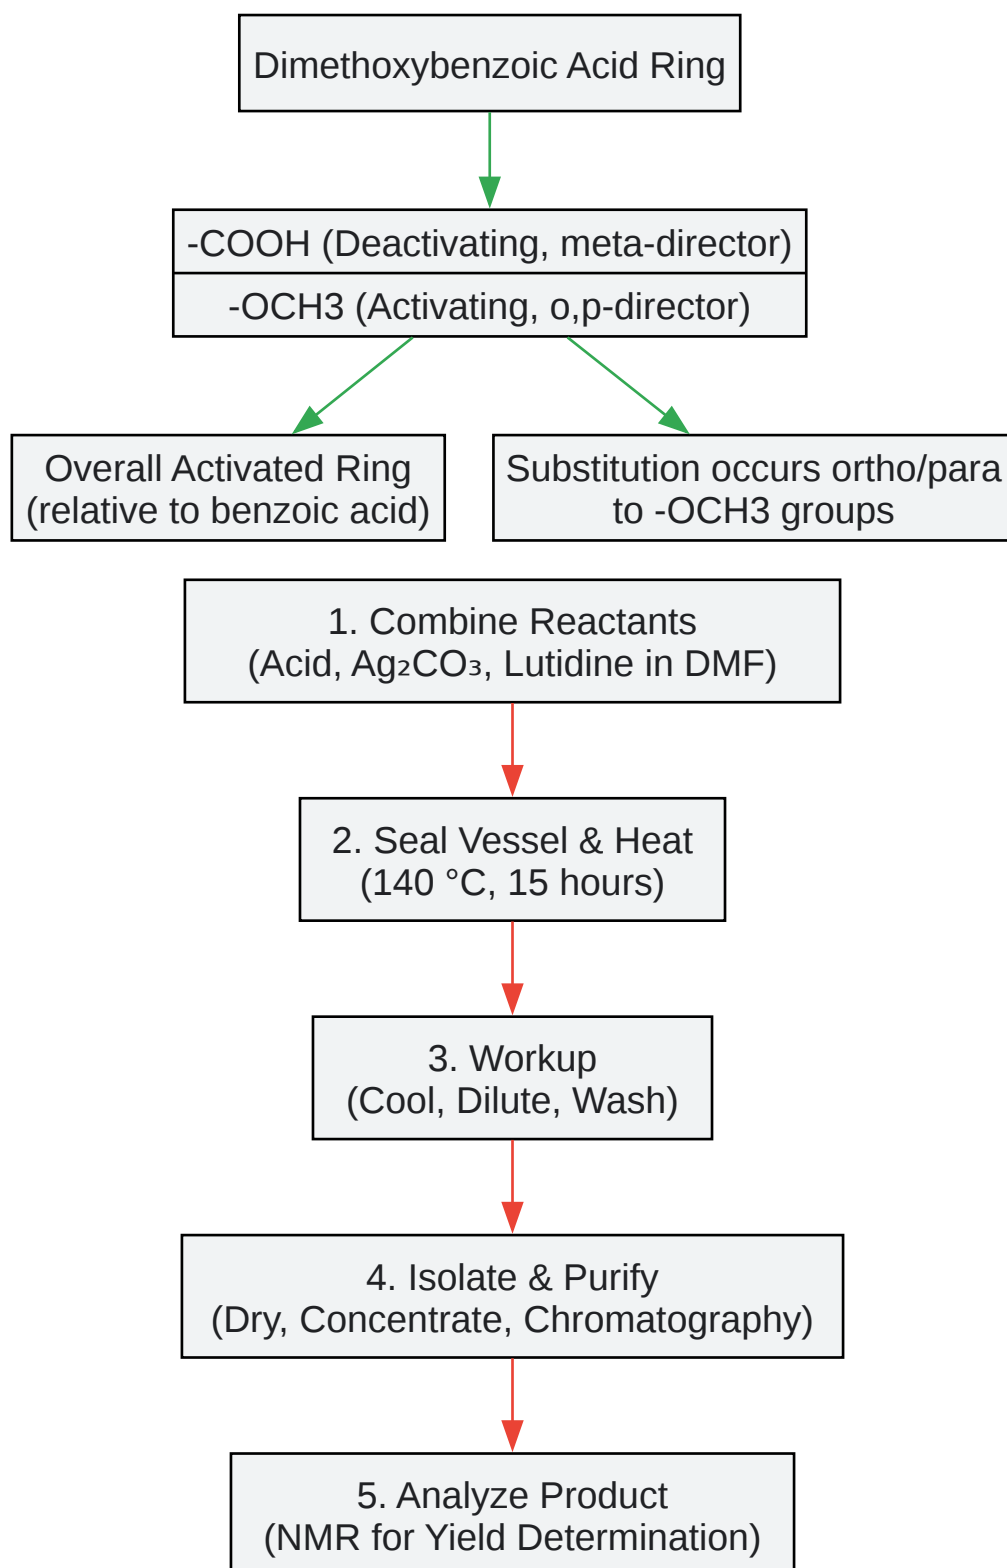 Dimethoxybenzoic Acid Ring
-COOH (Deactivating, meta-director)
-OCH3 (Activating, o,p-director)
Overall Activated Ring
(relative to benzoic acid)
Substitution occurs ortho/para
to -OCH3 groups
1. Combine Reactants
(Acid, Ag₂CO₃, Lutidine in DMF)
2. Seal Vessel & Heat
(140 °C, 15 hours)
3. Workup
(Cool, Dilute, Wash)
4. Isolate & Purify
(Dry, Concentrate, Chromatography)
5. Analyze Product
(NMR for Yield Determination)